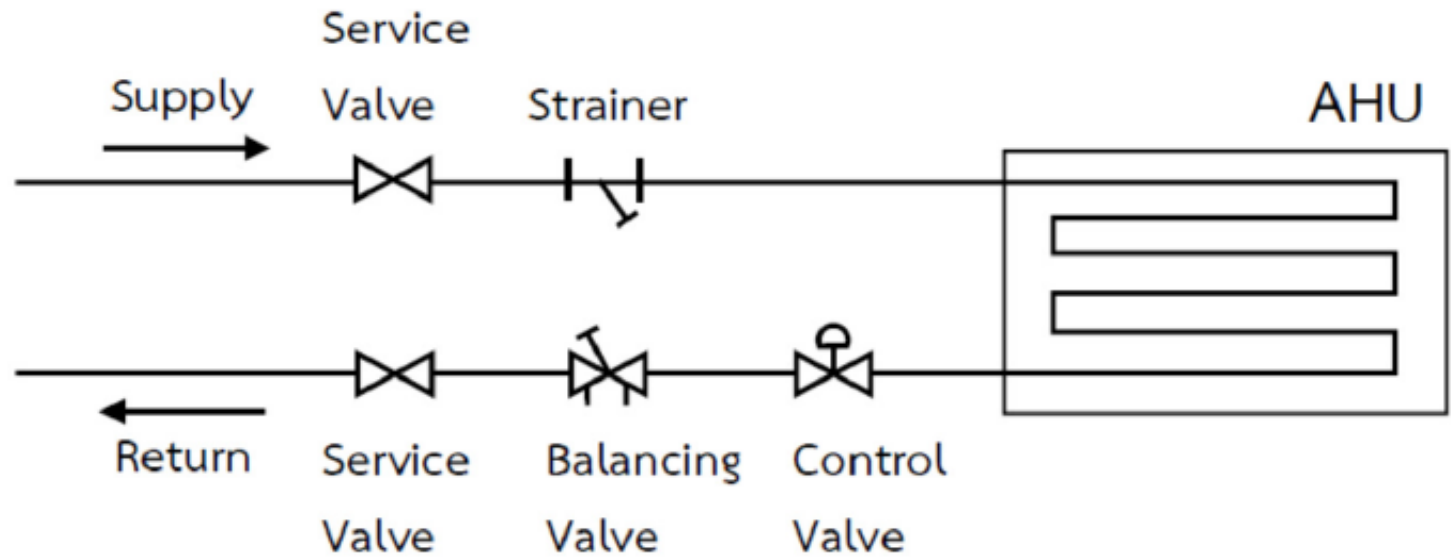 Service
Supply Valve Strainer
AHU
Return Service Balancing Control
Valve Valve Valve